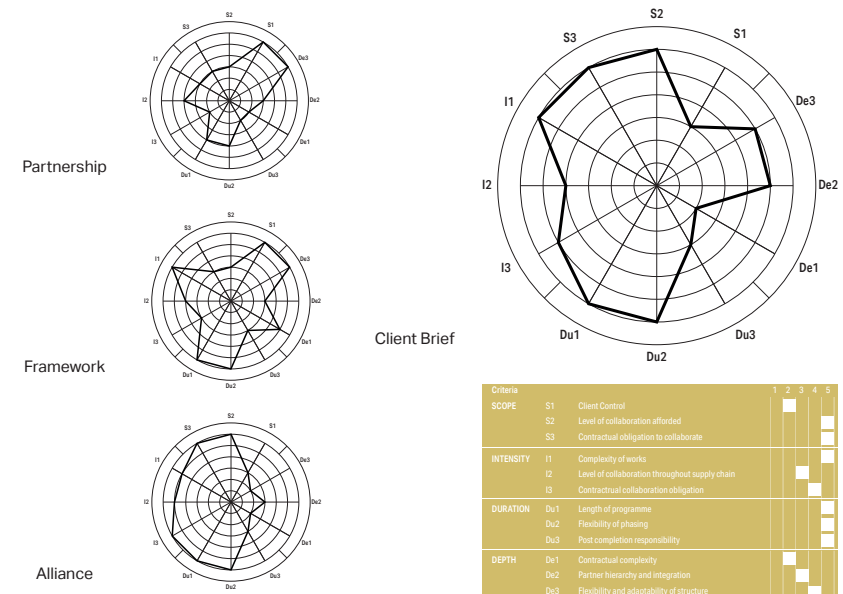 S2
S3
S1
I1
De3
I2
De2
I3
De1
Du1
Du3
Du2
Partnership
S2
S3
S1
I1
De3
I2
De2
I3
De1
Du1
Du3
Du2
Framework
S2
S3
S1
I1
De3
I2
De2
I3
De1
Du1
Du3
Du2
Alliance
S2
S3
S1
I1
De3
I2
De2
I3
De1
Du1
Du3
Du2
Client Brief
Criteria 1 2 3 4 5
SCOPE S1 Client Control
S2 Level of collaboration afforded
S3 Contractual obligation to collaborate
INTENSITY I1 Complexity of works
I2 Level of collaboration throughout supply chain
I3 Contractrual collaboration obligation
DURATION Du1 Length of programme
Du2 Flexibility of phasing
Du3 Post completion responsibility
DEPTH De1 Contractual complexity
De2 Partner hierarchy and integration
De3 Flexibility and adaptability of structure